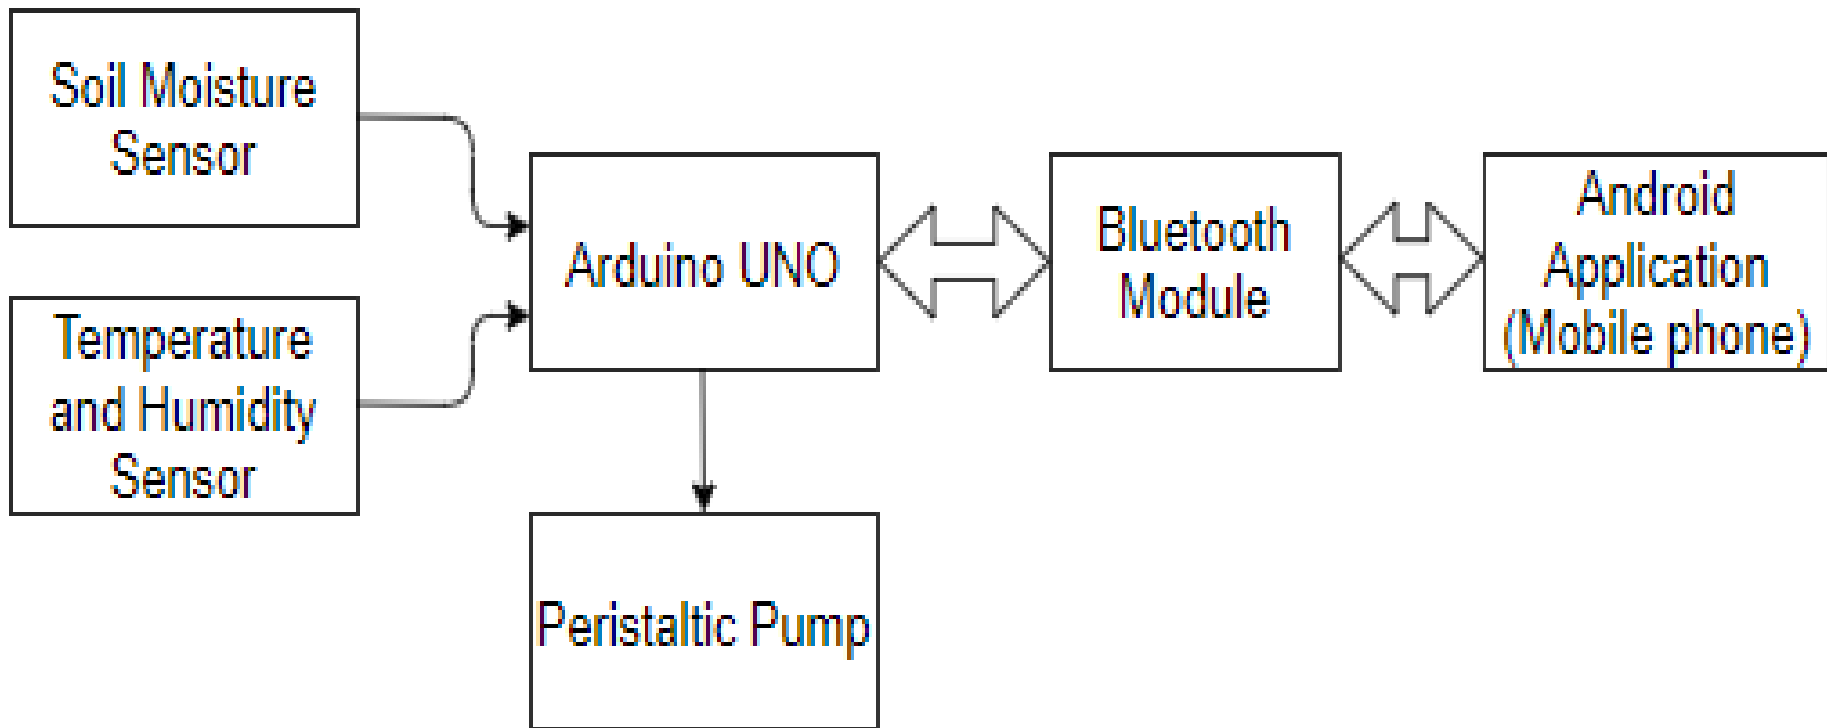 Soil Moisture
Sensor
Temperature
and Humidity
Sensor
Arduino UNO
Peristaltic Pump
Bluetooth
Module
Android
Application
(Mobile phone)